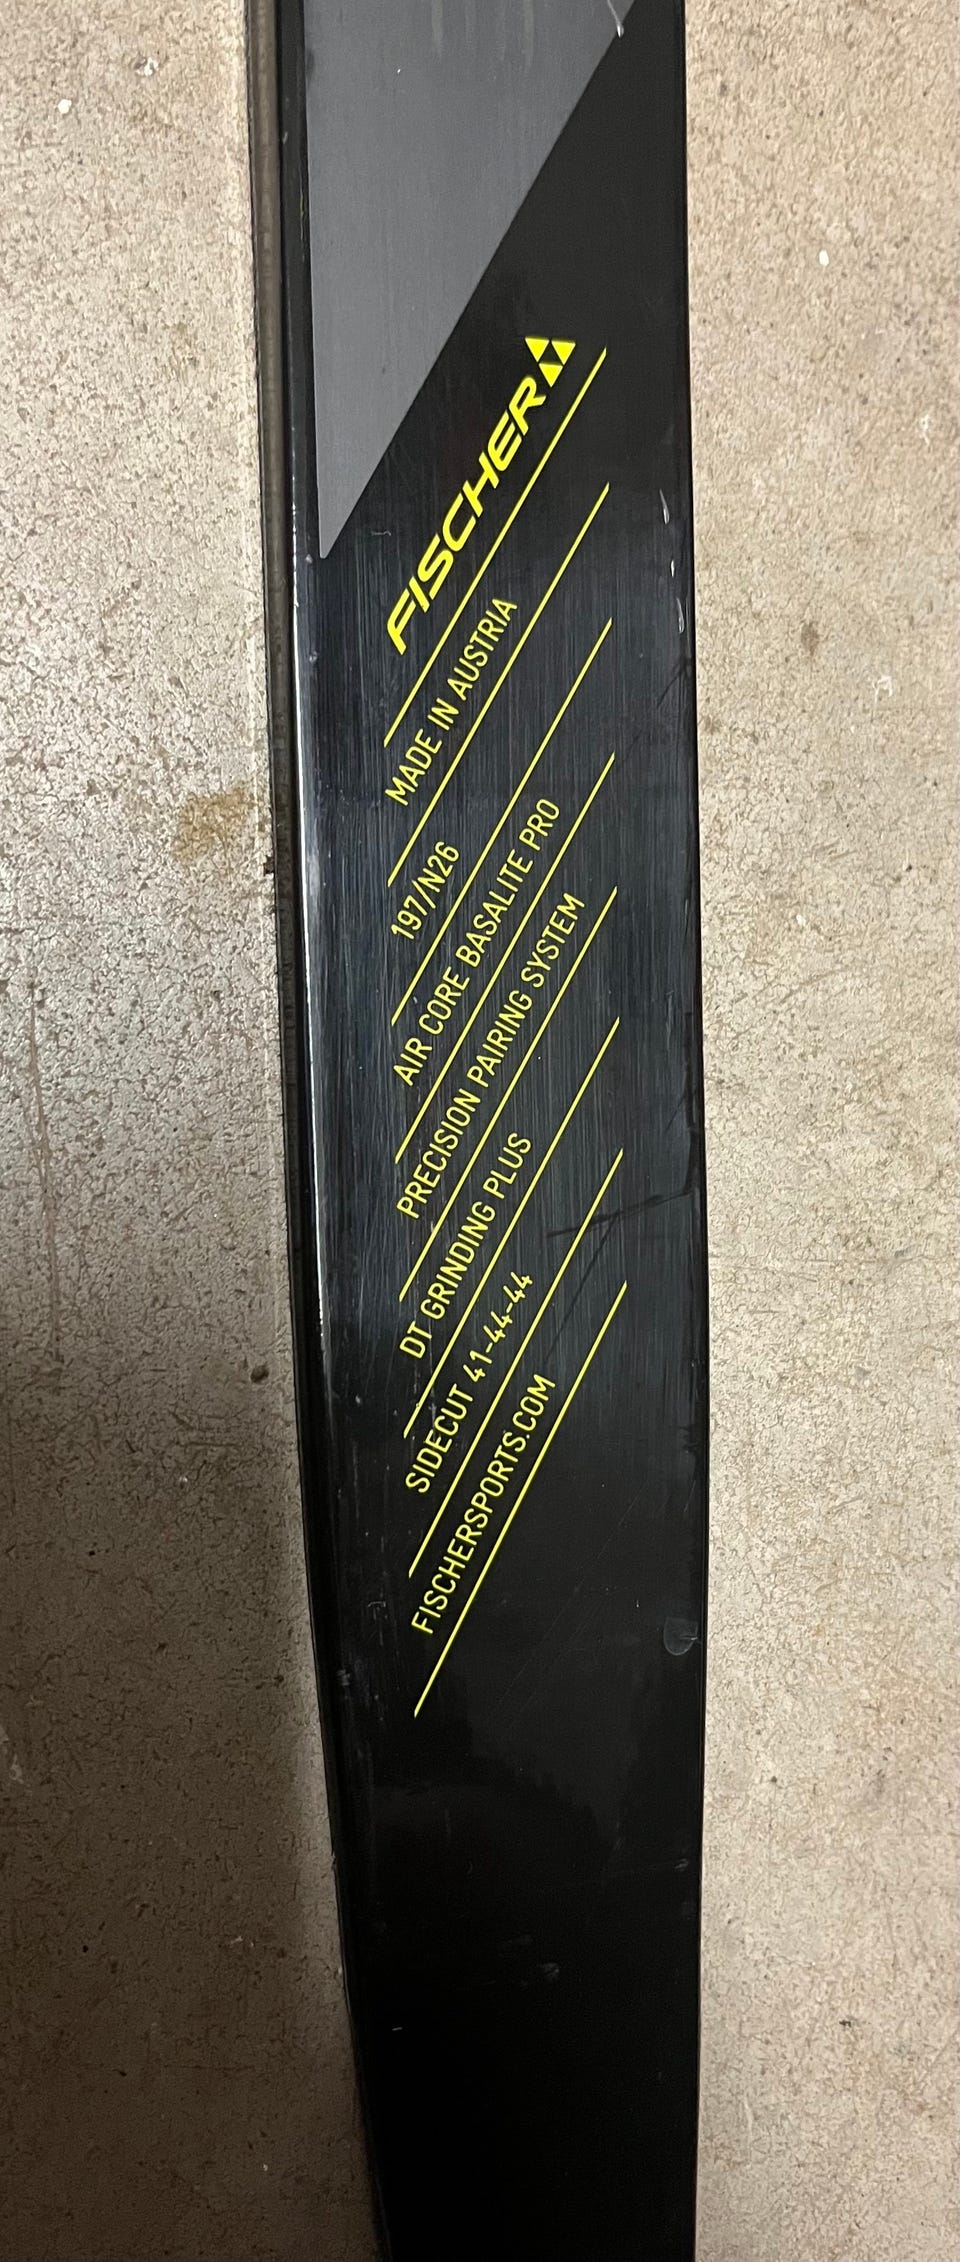 FISCHER
MADE IN AUSTRIA
197/N26
AIR CORE BASALITE PRO
PRECISION PAIRING SYSTEM
DT GRINDING PLUS
SIDECUT 41-44-44
FISCHERSPORTS.COM